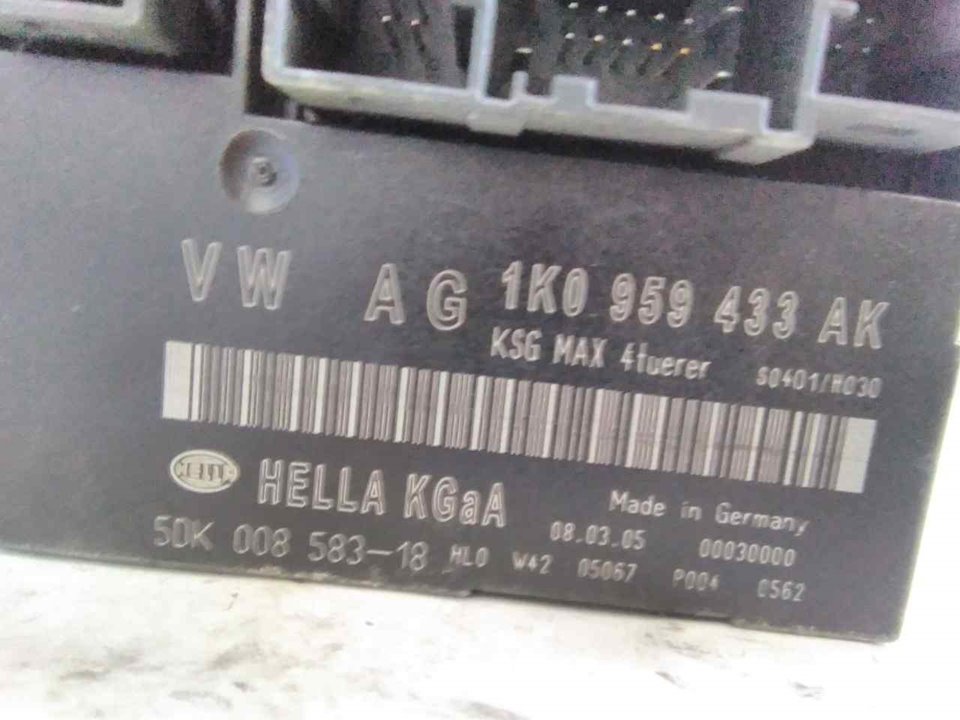 VW AG 1K0 959 433 AK
KSG MAX 4tuerer S0401/H030
HELLA
HELLA KGaA Made in Germany
08.03.05 00030000
5DK 008 583-18 HLO W42 05067 P004 0562